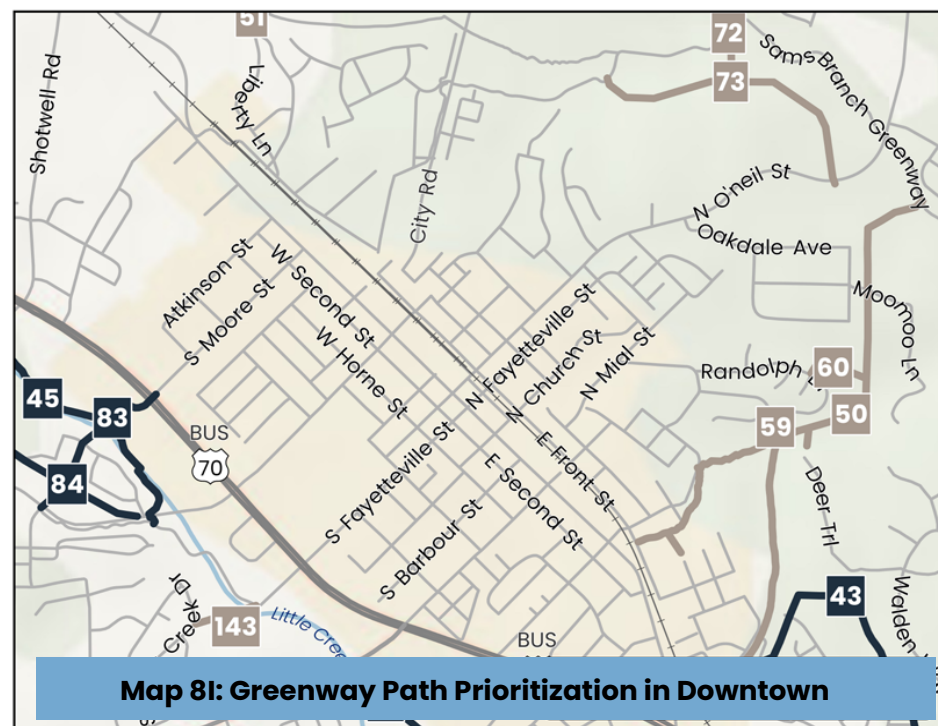 51
72
Sams Branch Greenway
73
Shotwell Rd
Liberty Ln
City Rd
N O'neil St
Oakdale Ave
Atkinson St
W Second St
S Moore St
Moomoo Ln
N Fayetteville St
N Church St
N Mial St
W Horne St
Randolph
60
45
83
50
59
BUS
70
84
S Fayetteville St
E Front St
E Second St
Deer Trl
S Barbour St
43
Creek Dr
143
Little Cree
Walden
BUS
Map 8I: Greenway Path Prioritization in Downtown